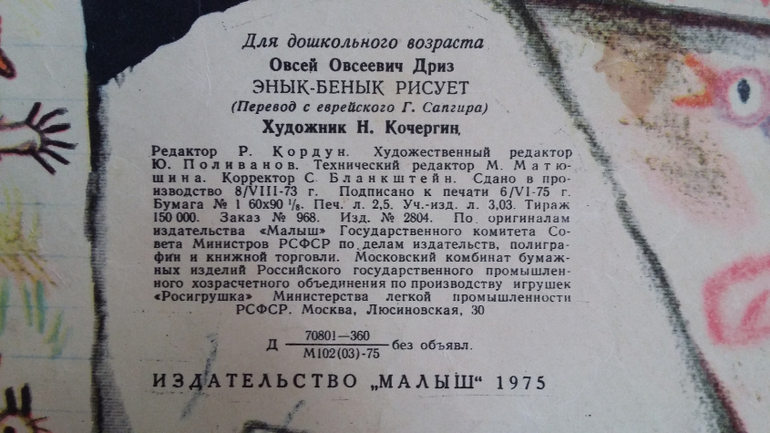 Для дошкольного возраста
Овсей Овсеевич Дриз
ЭНЫК-БЕНЫК РИСУЕТ
(Перевод с еврейского Г. Сапгира)
Художник Н. Кочергин
Редактор Р. Кордун. Художественный редактор
Ю. Поливанов. Технический редактор М. Матю-
шина. Корректор С. Бланкштейн. Сдано в про-
изводство 8/VIII-73 г. Подписано к печати 6/VI-75 г.
Бумага № 1 60х90 1/8. Печ. л. 2,5. Уч.-изд. л. 3,03. Тираж
150 000. Заказ № 968. Изд. № 2804. По оригиналам
издательства «Малыш» Государственного комитета Со-
вета Министров РСФСР по делам издательств, полигра-
фии и книжной торговли. Московский комбинат бумаж-
ных изделий Российского государственного промышлен-
ного хозрасчетного объединения по производству игрушек
«Росигрушка» Министерства легкой промышленности
РСФСР. Москва, Люсиновская, 30
Д 70801—360 / М102(03)-75 без объявл.
ИЗДАТЕЛЬСТВО „МАЛЫШ“ 1975